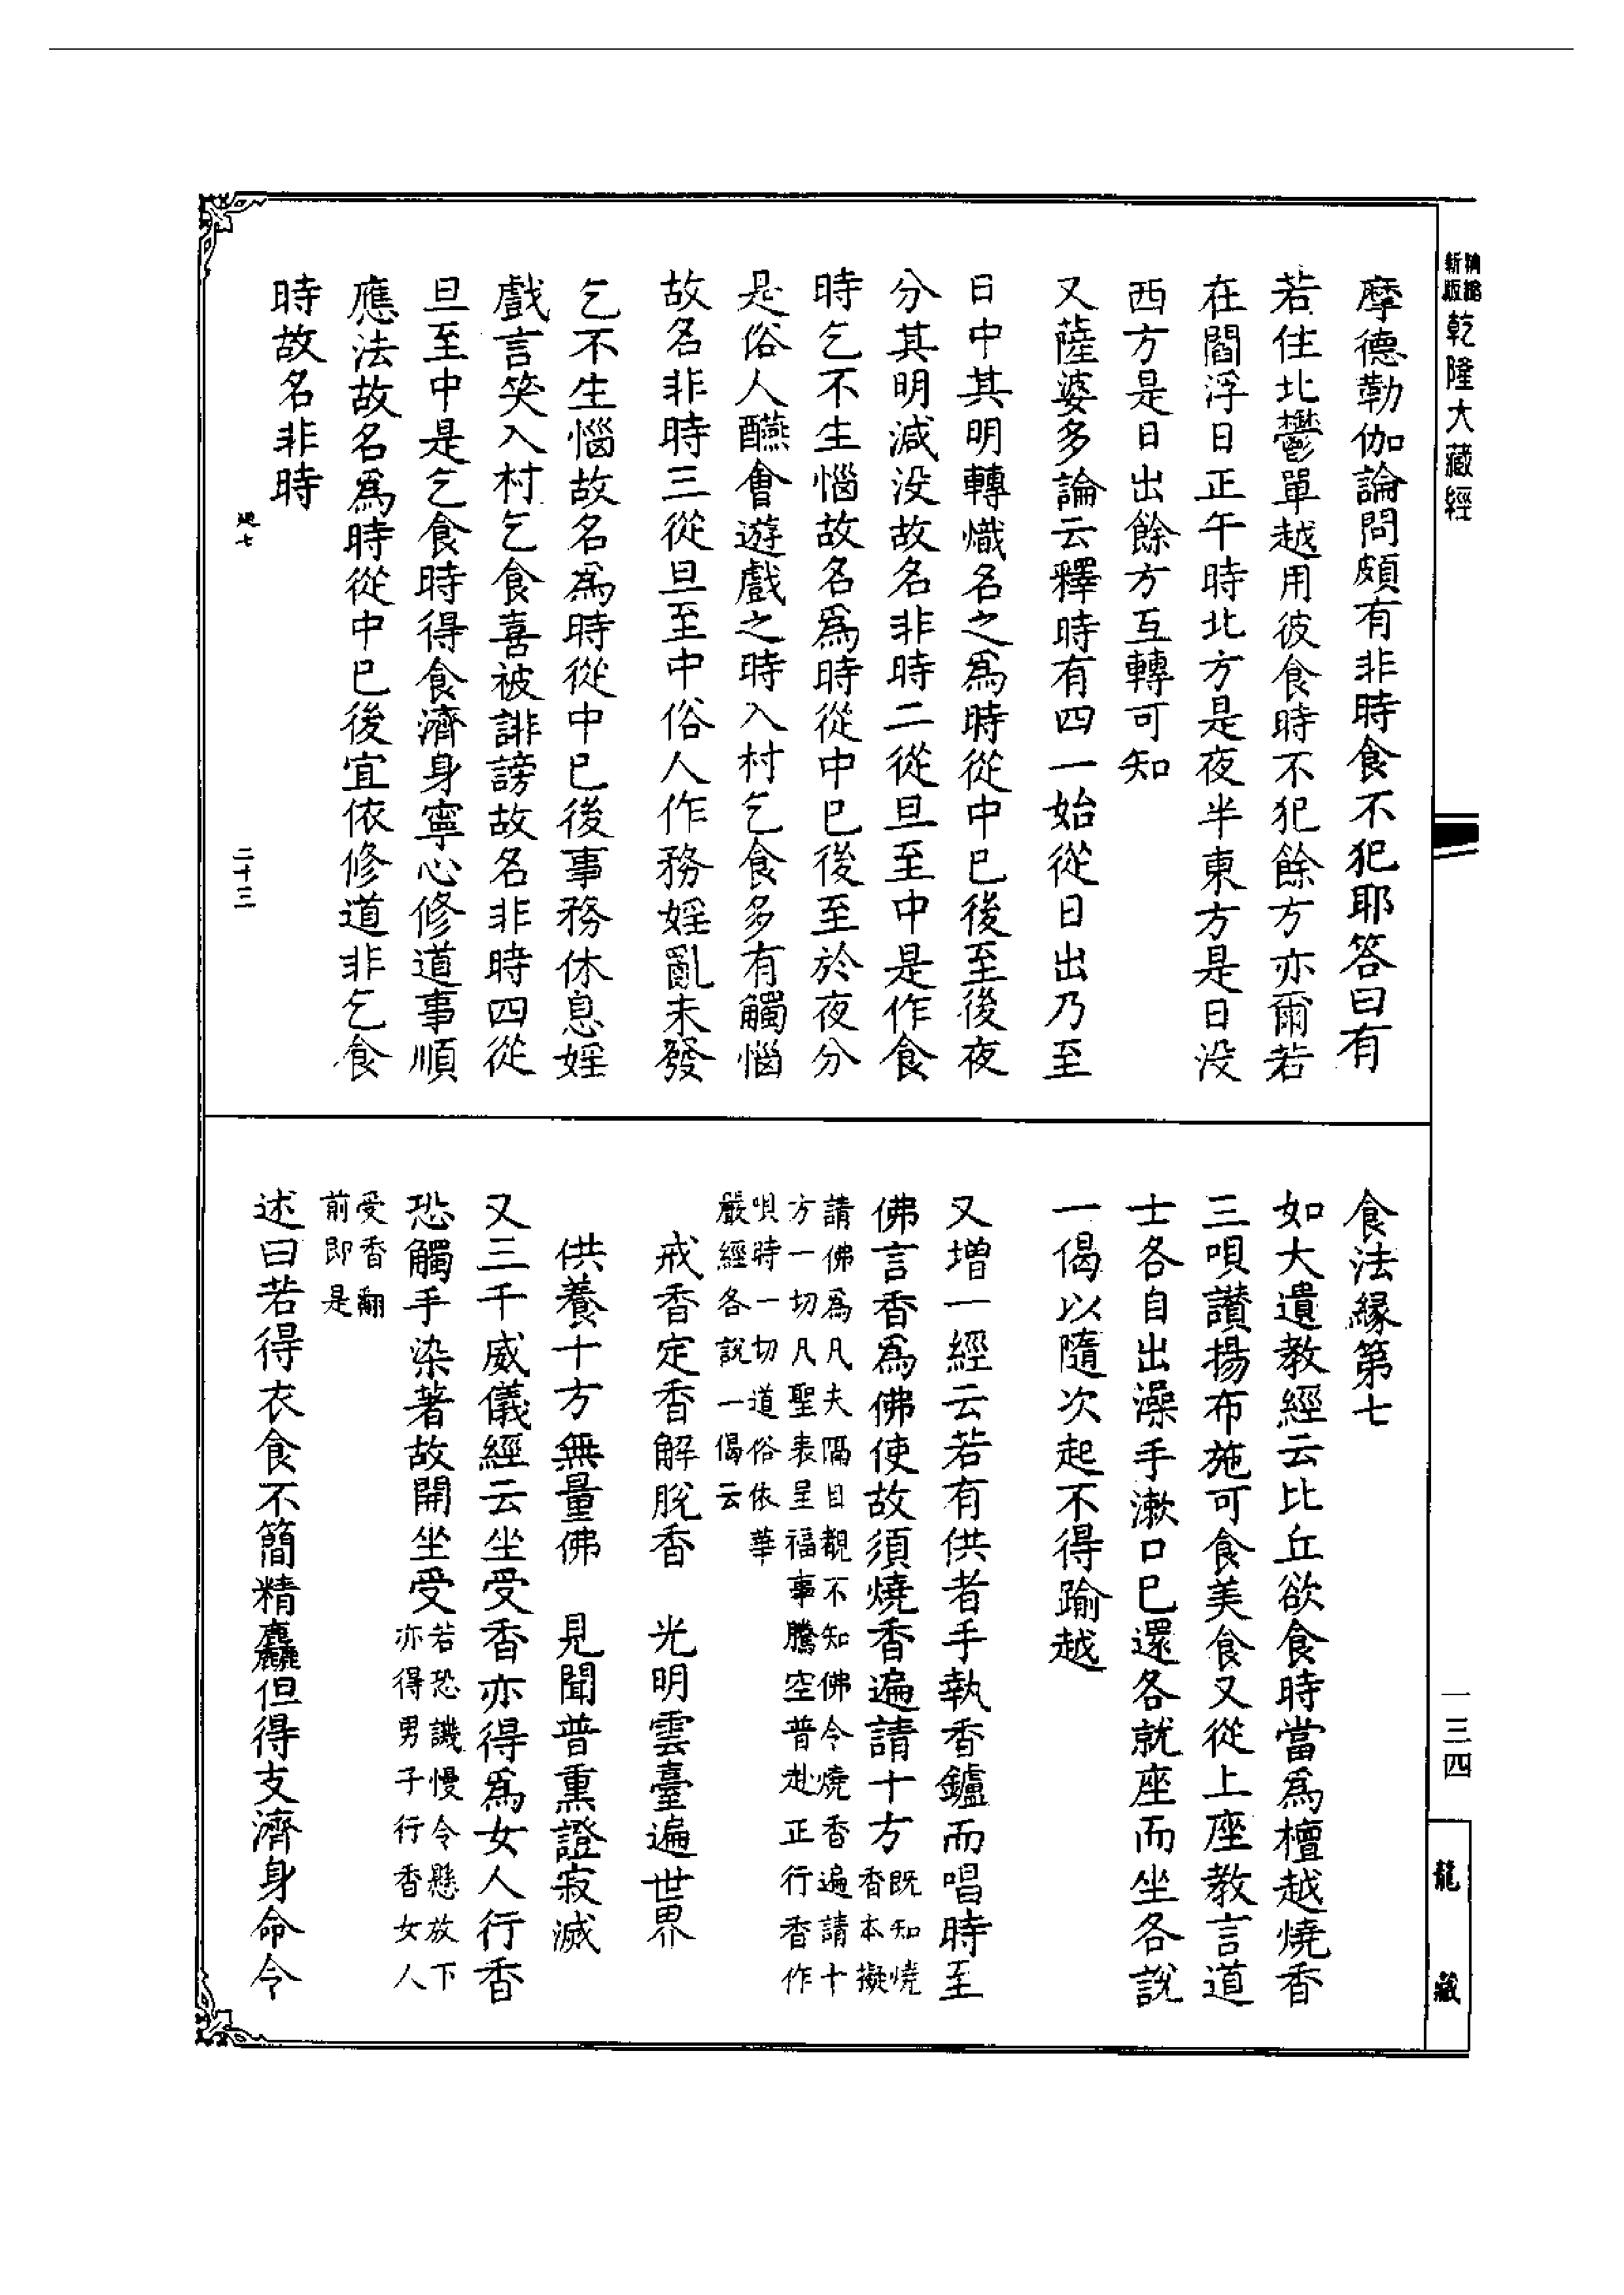 新版精縮乾隆大藏經
摩德勒伽論問頗有非時食不犯耶答曰有
若住北鬱單越用彼食時不犯餘方亦爾若
在閻浮日正午時北方是夜半東方是日没
西方是日出餘方互轉可知
又薩婆多論云釋時有四一始從日出乃至
日中其明轉熾名之爲時從中已後至後夜
分其明減没故名非時二從旦至中是作食
時乞不生惱故名爲時從中已後至於夜分
是俗人醼會遊戲之時入村乞食多有觸惱
故名非時三從旦至中俗人作務婬亂未發
乞不生惱故名爲時從中已後事務休息婬
戲言笑入村乞食喜被誹謗故名非時四從
旦至中是乞食時得食濟身寧心修道事順
應法故名爲時從中已後宜依修道非乞食
時故名非時
二十三
食法緣第七
如大遺教經云比丘欲食時當爲檀越燒香
三唄讃揚布施可食美食又從上座教言道
士各自出澡手漱口已還各就座而坐各說
一偈以隨次起不得踰越
又增一經云若有供者手執香鑪而唱時至
佛言香爲佛使故須燒香遍請十方既知燒香本擬
請佛爲凡夫隔目覩不知佛令燒香遍請十
方一切凡聖表呈福事騰空普赴正行香作
唄時一切道俗依華
嚴經各說一偈云
戒香定香解脫香　光明雲臺遍世界
供養十方無量佛　見聞普熏證寂滅
又三千威儀經云坐受香亦得爲女人行香
恐觸手染著故開坐受若恐譏慢令懸放下
亦得男子行香女人
受香翻
前即是
述曰若得衣食不簡精麤但得支濟身命令
一三四
龍藏